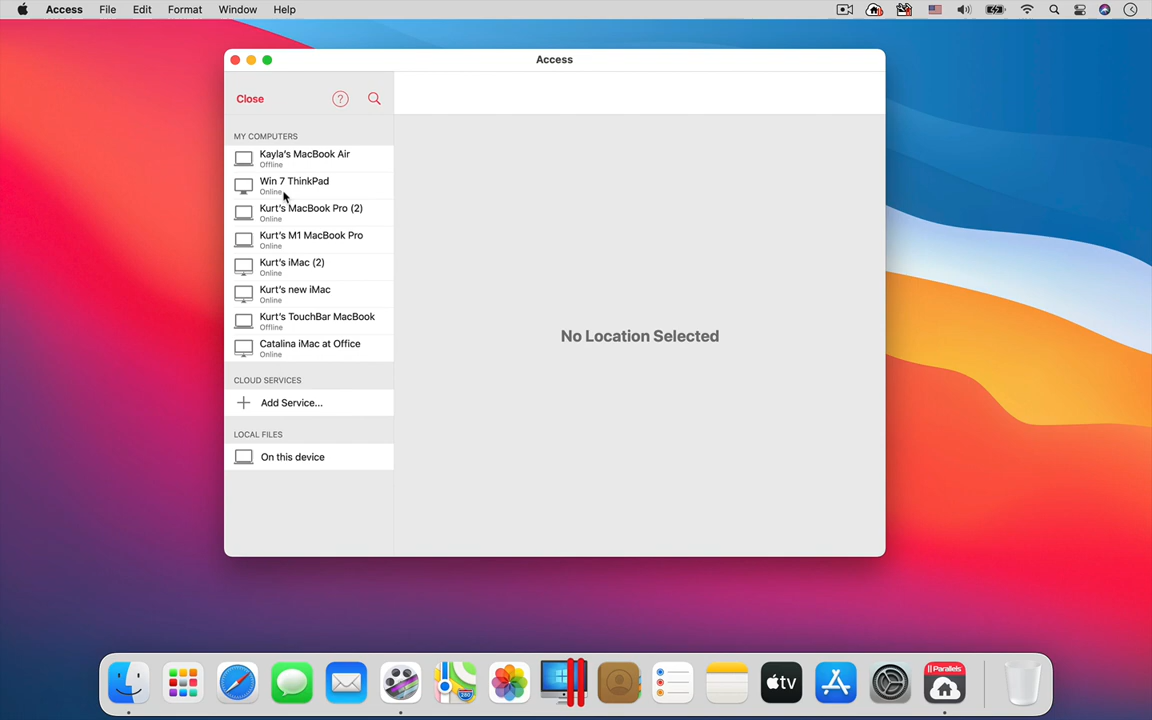 Access File Edit Format Window Help
Access
Close
?
MY COMPUTERS
Kayla's MacBook Air
Offline
Win 7 ThinkPad
Online
Kurt's MacBook Pro (2)
Online
Kurt's M1 MacBook Pro
Online
Kurt's iMac (2)
Online
Kurt's new iMac
Online
Kurt's TouchBar MacBook
Offline
Catalina iMac at Office
Online
CLOUD SERVICES
Add Service...
LOCAL FILES
On this device
No Location Selected
280
tv
Parallels